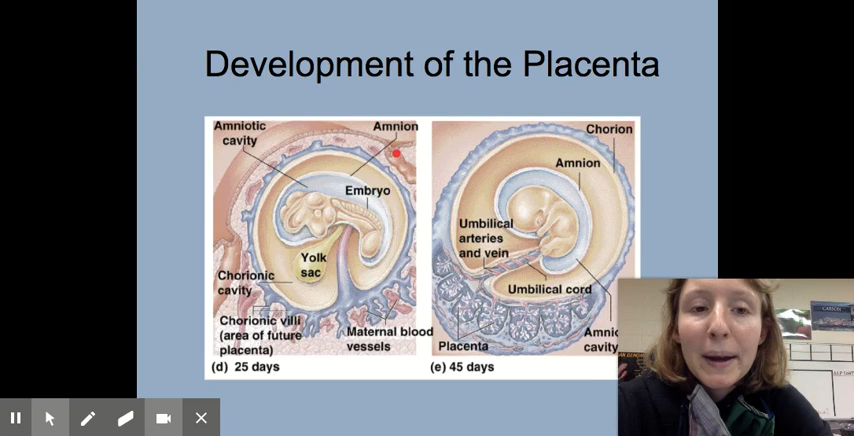 Development of the Placenta
Amniotic
cavity
Amnion
Embryo
Yolk
sac
Chorionic
cavity
Chorionic villi
(area of future
placenta)
Maternal blood
vessels
(d) 25 days
Chorion
Amnion
Umbilical
arteries
and vein
Umbilical cord
Placenta
Amnio
cavity
(e) 45 days
CARSON